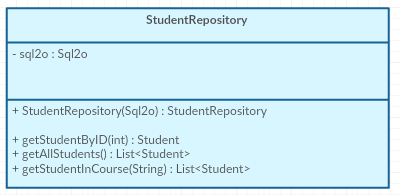 StudentRepository
- sql2o : Sql2o
+ StudentRepository(Sql2o) : StudentRepository
+ getStudentByID(int) : Student
+ getAllStudents() : List<Student>
+ getStudentInCourse(String) : List<Student>